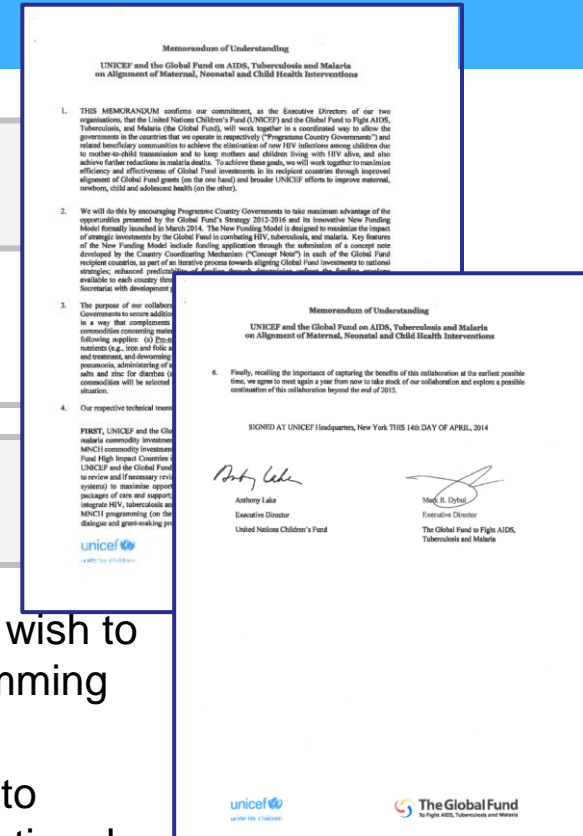 Memorandum of Understanding
UNICEF and the Global Fund on AIDS, Tuberculosis and Malaria
on Alignment of Maternal, Neonatal and Child Health Interventions
1. THIS MEMORANDUM confirms our commitment, as the Executive Directors of our two
organisations, that the United Nations Children's Fund (UNICEF) and the Global Fund to Fight AIDS,
Tuberculosis, and Malaria (the Global Fund), will work together in a coordinated way to allow the
governments in the countries that we operate in respectively ("Programme Country Governments") and
related beneficiary communities to achieve the elimination of new HIV infections among children due
to mother-to-child transmission and to keep mothers and children living with HIV alive, and also
achieve further reductions in malaria deaths. To achieve these goals, we will work together to maximize
efficiency and effectiveness of Global Fund investments in its recipient countries through improved
alignment of Global Fund grants (on the one hand) and broader UNICEF efforts to improve maternal,
newborn, child and adolescent health (on the other).
2. We will do this by encouraging Programme Country Governments to take maximum advantage of the
opportunities presented by the Global Fund's Strategy 2012-2016 and its innovative New Funding
Model formally launched in March 2014. The New Funding Model is designed to maximize the impact
of strategic investments by the Global Fund in combating HIV, tuberculosis, and malaria. Key features
of the New Funding Model include funding application through the submission of a concept note
developed by the Country Coordinating Mechanism ("Concept Note") in each of the Global Fund
recipient countries, as part of an iterative process towards aligning Global Fund investments to national
strategies; enhanced predictability of funding through determining upfront the funding envelope
available to each country thro
Secretariat with development p
3. The purpose of our collabora
Governments to secure additio
in a way that complements
commodities concerning mater
following supplies: (a) Pre-n
nutrients (e.g., iron and folic a
and treatment, and deworming
pneumonia, administering of a
salts and zinc for diarrhea (
commodities will be selected
situation.
4. Our respective technical teams
FIRST, UNICEF and the Glo
malaria commodity investmen
MNCH commodity investment
Fund High Impact Countries i
UNICEF and the Global Fund
to review and if necessary revi
systems) to maximise opport
packages of care and support;
integrate HIV, tuberculosis an
MNCH programming (on the
dialogue and grant-making pr
unicef
unite for children
Memorandum of Understanding
UNICEF and the Global Fund on AIDS, Tuberculosis and Malaria
on Alignment of Maternal, Neonatal and Child Health Interventions
6. Finally, recalling the importance of capturing the benefits of this collaboration at the earliest possible
time, we agree to meet again a year from now to take stock of our collaboration and explore a possible
continuation of this collaboration beyond the end of 2015.
SIGNED AT UNICEF Headquarters, New York THIS 14th DAY OF APRIL, 2014
Anthony Lake
Executive Director
United Nations Children's Fund
Mark R. Dybul
Executive Director
The Global Fund to Fight AIDS,
Tuberculosis and Malaria
unicef
unite for children
The Global Fund
To Fight AIDS, Tuberculosis and Malaria
wish to
mming
to